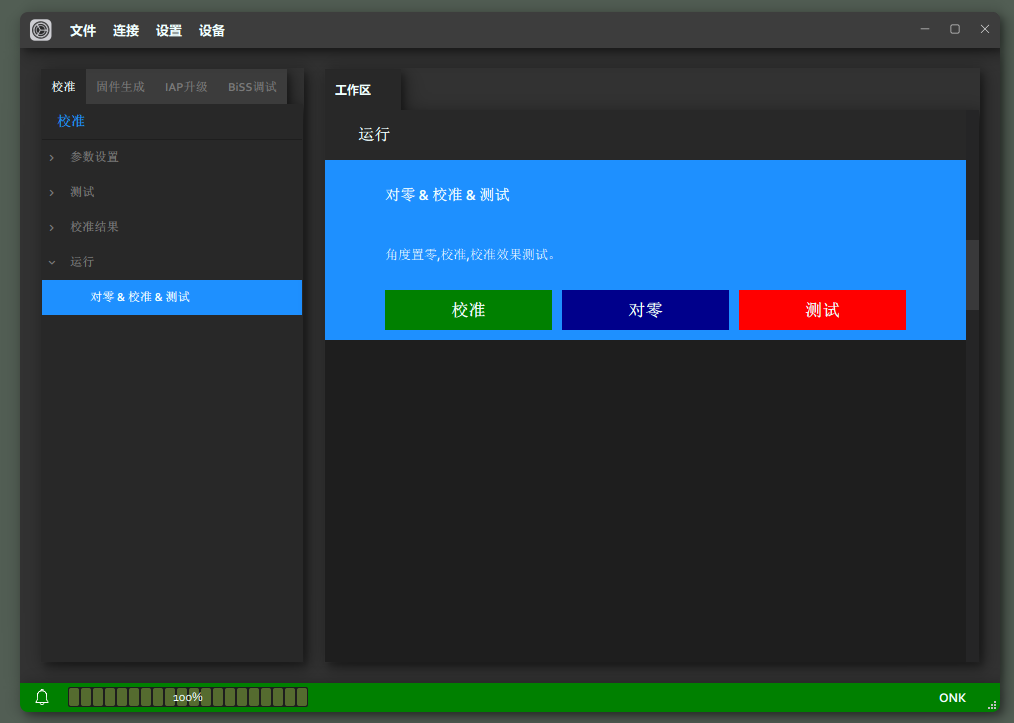 文件 连接 设置 设备
校准 固件生成 IAP升级 BiSS调试
校准
参数设置
测试
校准结果
运行
对零 & 校准 & 测试
工作区
运行
对零 & 校准 & 测试
角度置零,校准,校准效果测试。
校准 对零 测试
100%
ONK